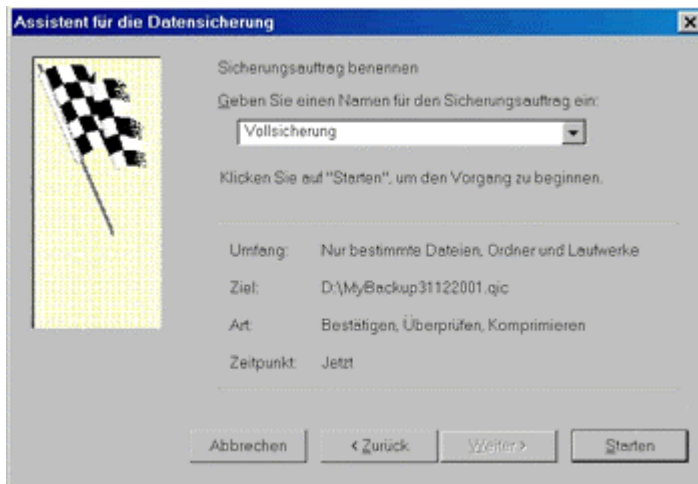 Assistent für die Datensicherung
Sicherungsauftrag benennen
Geben Sie einen Namen für den Sicherungsauftrag ein:
Vollsicherung
Klicken Sie auf "Starten", um den Vorgang zu beginnen.
Umfang: Nur bestimmte Dateien, Ordner und Laufwerke
Ziel: D:\MyBackup31122001.qic
Art: Bestätigen, Überprüfen, Komprimieren
Zeitpunkt: Jetzt
Abbrechen < Zurück Weiter > Starten